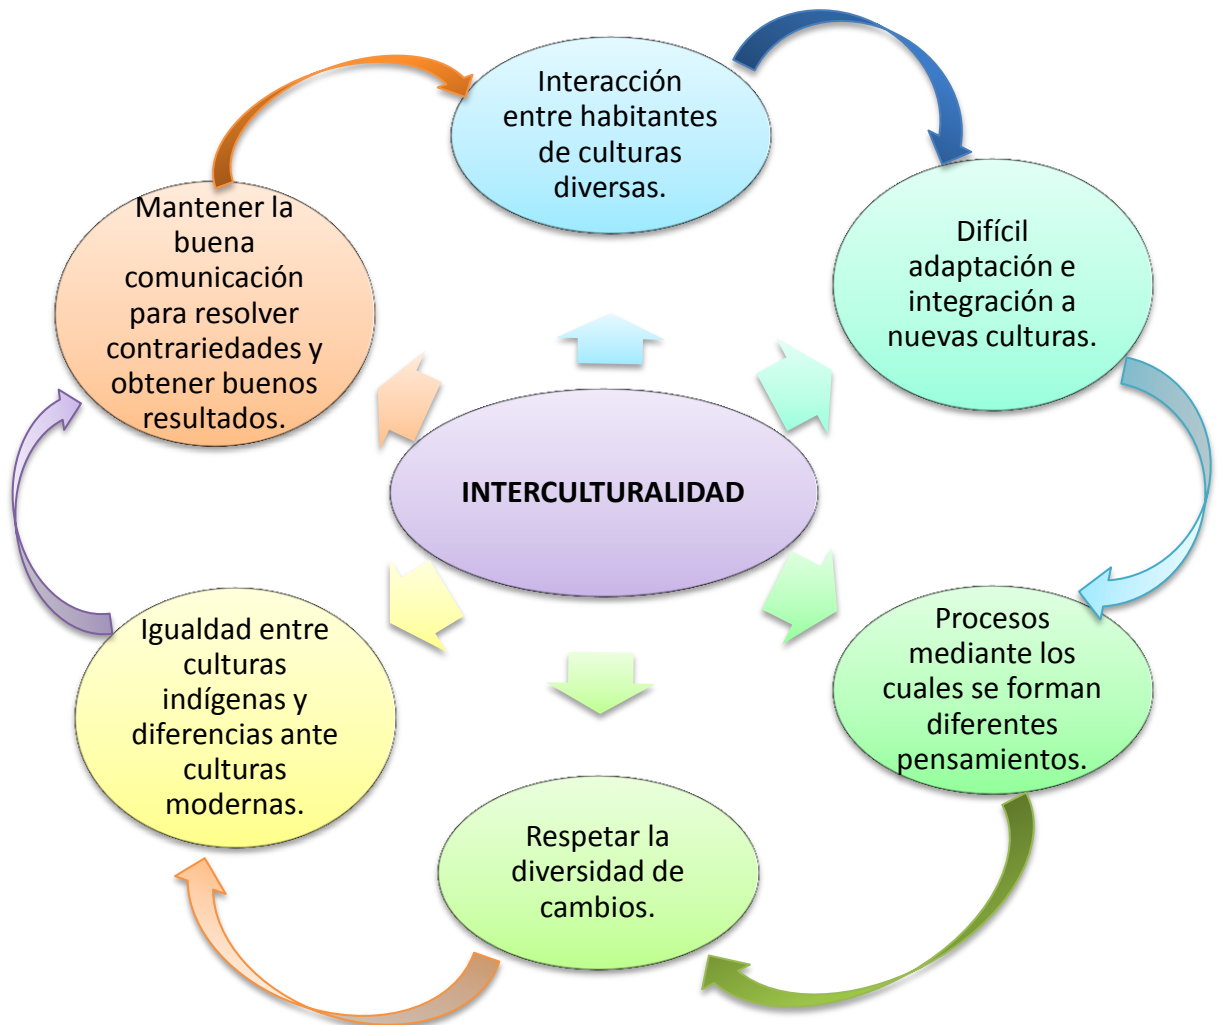 Interacción
entre habitantes
de culturas
diversas.
Difícil
adaptación e
integración a
nuevas culturas.
Procesos
mediante los
cuales se forman
diferentes
pensamientos.
Respetar la
diversidad de
cambios.
Igualdad entre
culturas
indígenas y
diferencias ante
culturas
modernas.
Mantener la
buena
comunicación
para resolver
contrariedades y
obtener buenos
resultados.
INTERCULTURALIDAD